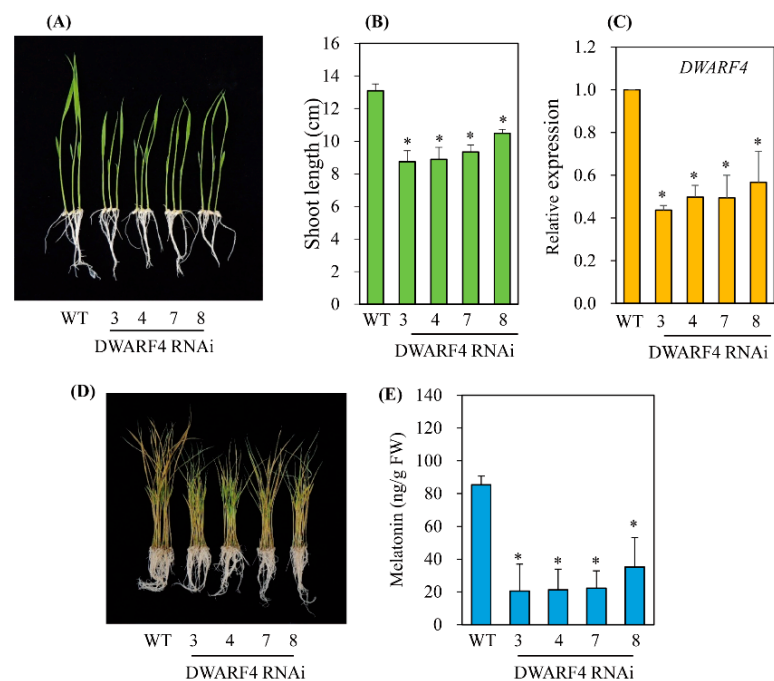 (A)
WT 3 4 7 8
DWARF4 RNAi
(B)
Shoot length (cm)
16
14
12
10
8
6
4
2
0
* * * *
WT 3 4 7 8
DWARF4 RNAi
(C)
DWARF4
Relative expression
1.2
1.0
0.8
0.6
0.4
0.2
0.0
* * * *
WT 3 4 7 8
DWARF4 RNAi
(D)
WT 3 4 7 8
DWARF4 RNAi
(E)
Melatonin (ng/g FW)
140
120
100
80
60
40
20
0
* * * *
WT 3 4 7 8
DWARF4 RNAi